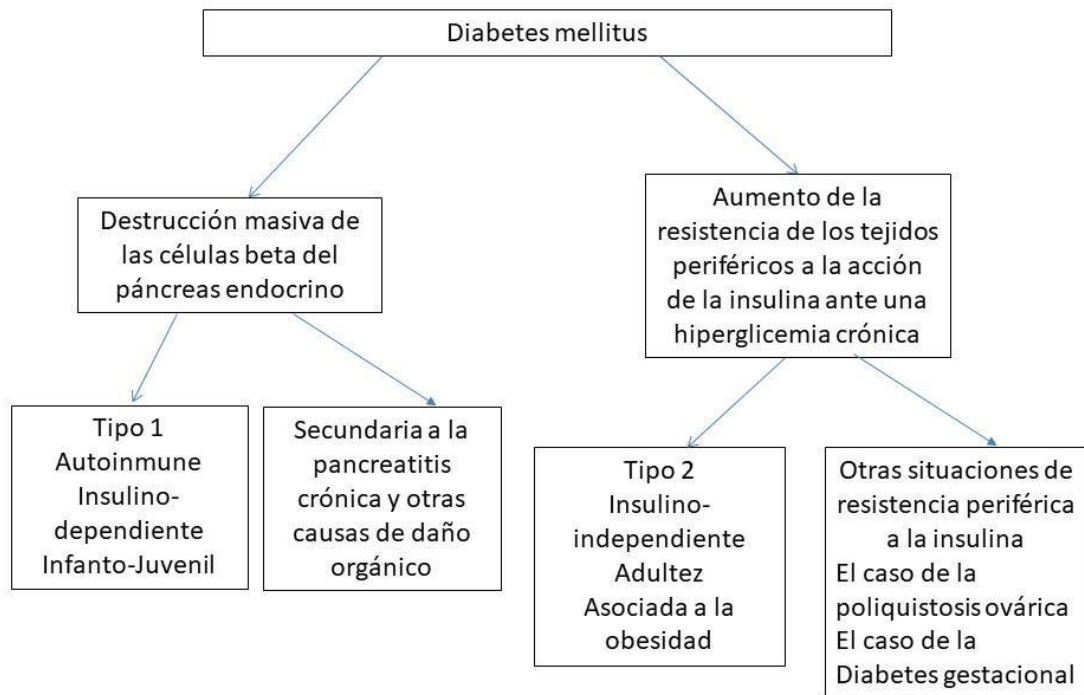 Diabetes mellitus
Destrucción masiva de
las células beta del
páncreas endocrino
Aumento de la
resistencia de los tejidos
periféricos a la acción
de la insulina ante una
hiperglicemia crónica
Tipo 1
Autoinmune
Insulino-
dependiente
Infanto-Juvenil
Secundaria a la
pancreatitis
crónica y otras
causas de daño
orgánico
Tipo 2
Insulino-
independiente
Adultez
Asociada a la
obesidad
Otras situaciones de
resistencia periférica
a la insulina
El caso de la
poliquistosis ovárica
El caso de la
Diabetes gestacional